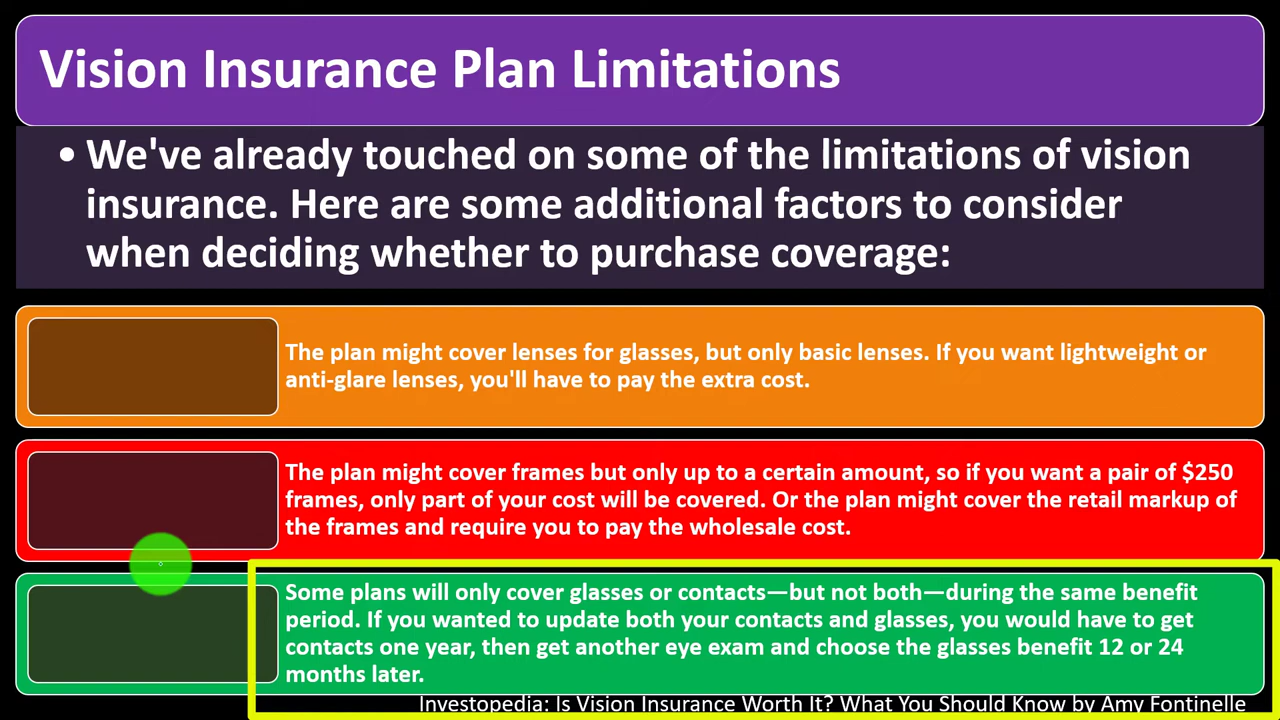 Vision Insurance Plan Limitations
• We've already touched on some of the limitations of vision
insurance. Here are some additional factors to consider
when deciding whether to purchase coverage:
The plan might cover lenses for glasses, but only basic lenses. If you want lightweight or
anti-glare lenses, you'll have to pay the extra cost.
The plan might cover frames but only up to a certain amount, so if you want a pair of $250
frames, only part of your cost will be covered. Or the plan might cover the retail markup of
the frames and require you to pay the wholesale cost.
Some plans will only cover glasses or contacts—but not both—during the same benefit
period. If you wanted to update both your contacts and glasses, you would have to get
contacts one year, then get another eye exam and choose the glasses benefit 12 or 24
months later.
Investopedia: Is Vision Insurance Worth It? What You Should Know by Amy Fontinelle